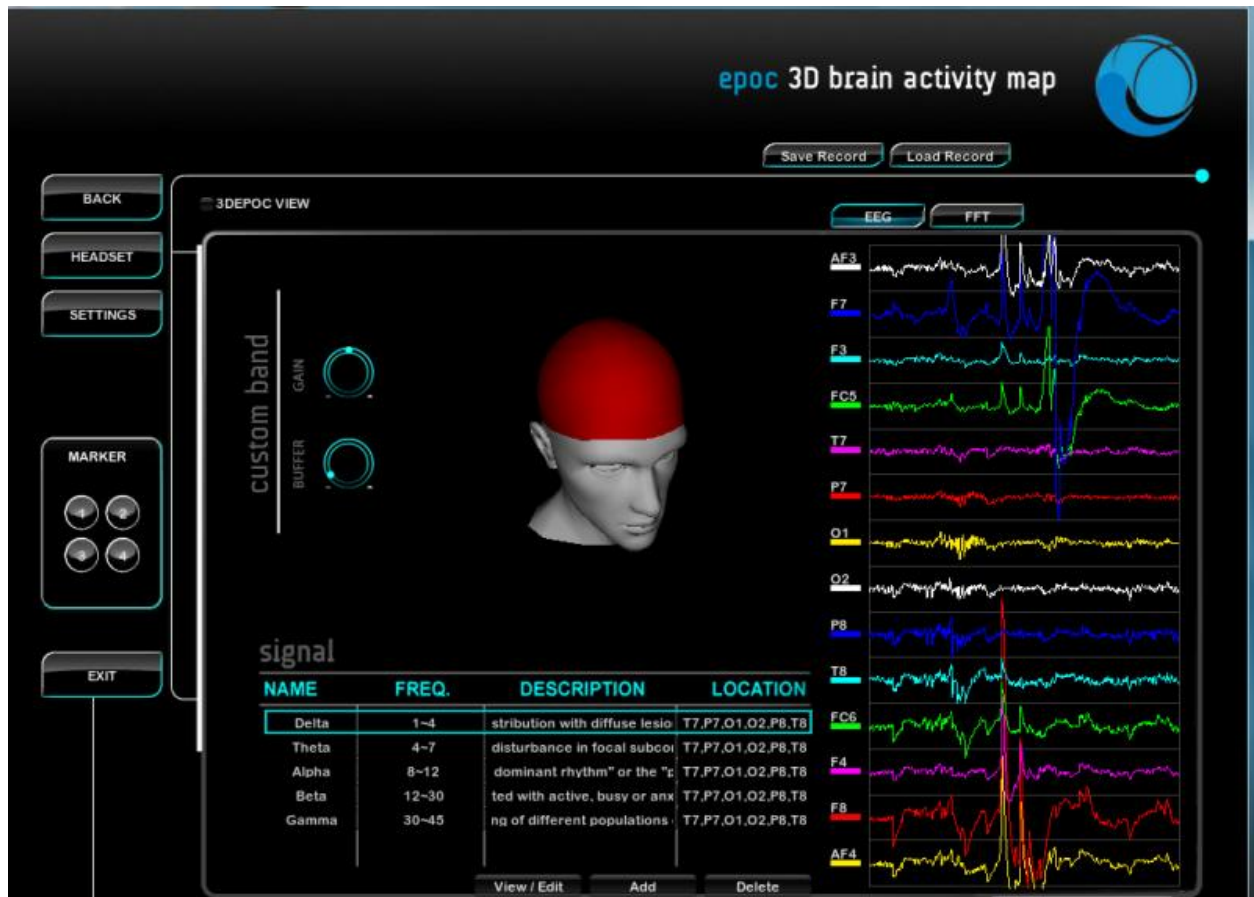 epoc 3D brain activity map
Save Record Load Record
BACK
3DEPOC VIEW
EEG FFT
HEADSET
SETTINGS
custom band
GAIN
BUFFER
MARKER
1 2
3 4
EXIT
AF3
F7
F3
FC5
T7
P7
O1
O2
P8
T8
FC6
F4
F8
AF4
signal
NAME FREQ. DESCRIPTION LOCATION
Delta 1~4 stribution with diffuse lesio T7,P7,O1,O2,P8,T8
Theta 4~7 disturbance in focal subcor T7,P7,O1,O2,P8,T8
Alpha 8~12 dominant rhythm" or the "p T7,P7,O1,O2,P8,T8
Beta 12~30 ted with active, busy or anx T7,P7,O1,O2,P8,T8
Gamma 30~45 ng of different populations T7,P7,O1,O2,P8,T8
View / Edit Add Delete